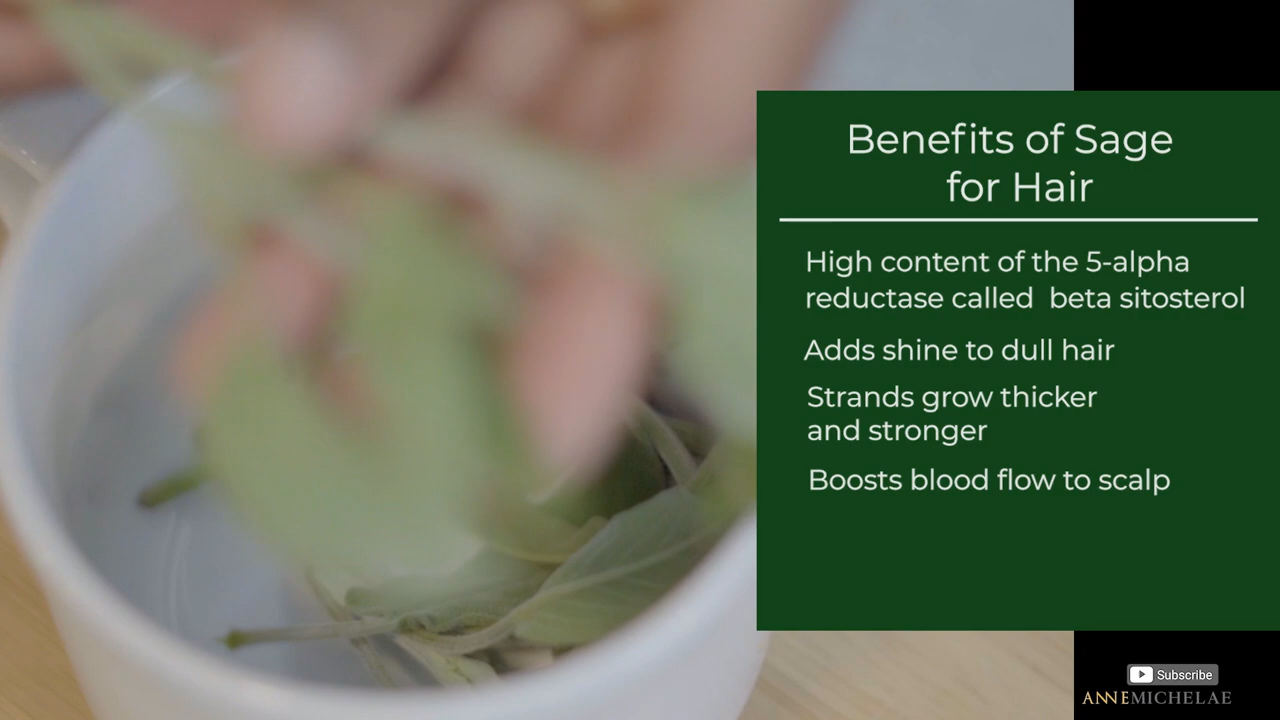 Benefits of Sage
for Hair
High content of the 5-alpha
reductase called beta sitosterol
Adds shine to dull hair
Strands grow thicker
and stronger
Boosts blood flow to scalp
Subscribe
ANNEMICHELAE